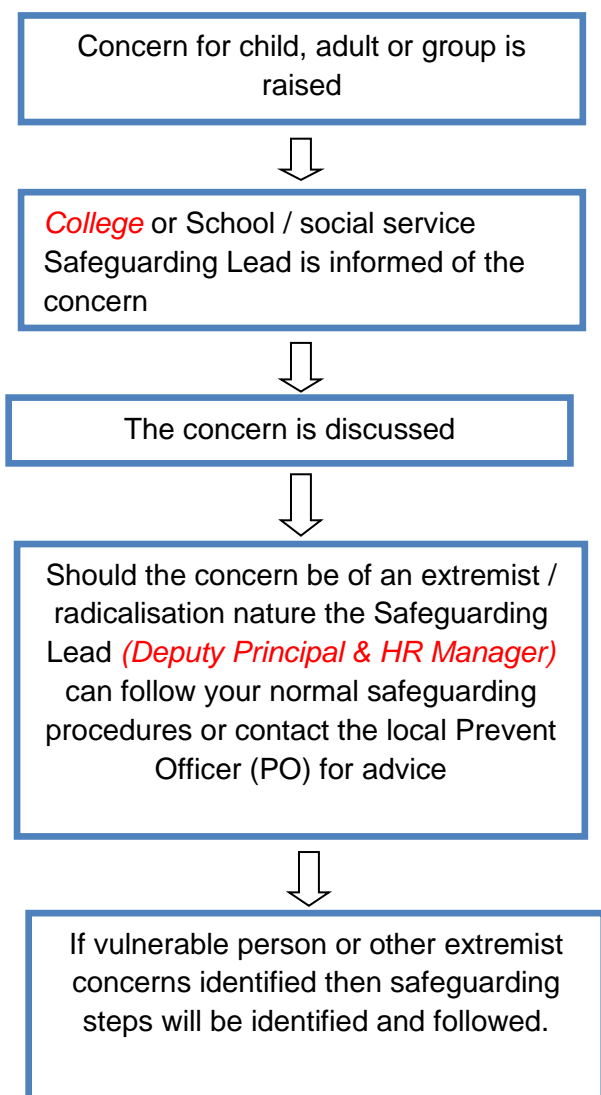 Concern for child, adult or group is
raised
College or School / social service
Safeguarding Lead is informed of the
concern
The concern is discussed
Should the concern be of an extremist /
radicalisation nature the Safeguarding
Lead (Deputy Principal & HR Manager)
can follow your normal safeguarding
procedures or contact the local Prevent
Officer (PO) for advice
If vulnerable person or other extremist
concerns identified then safeguarding
steps will be identified and followed.